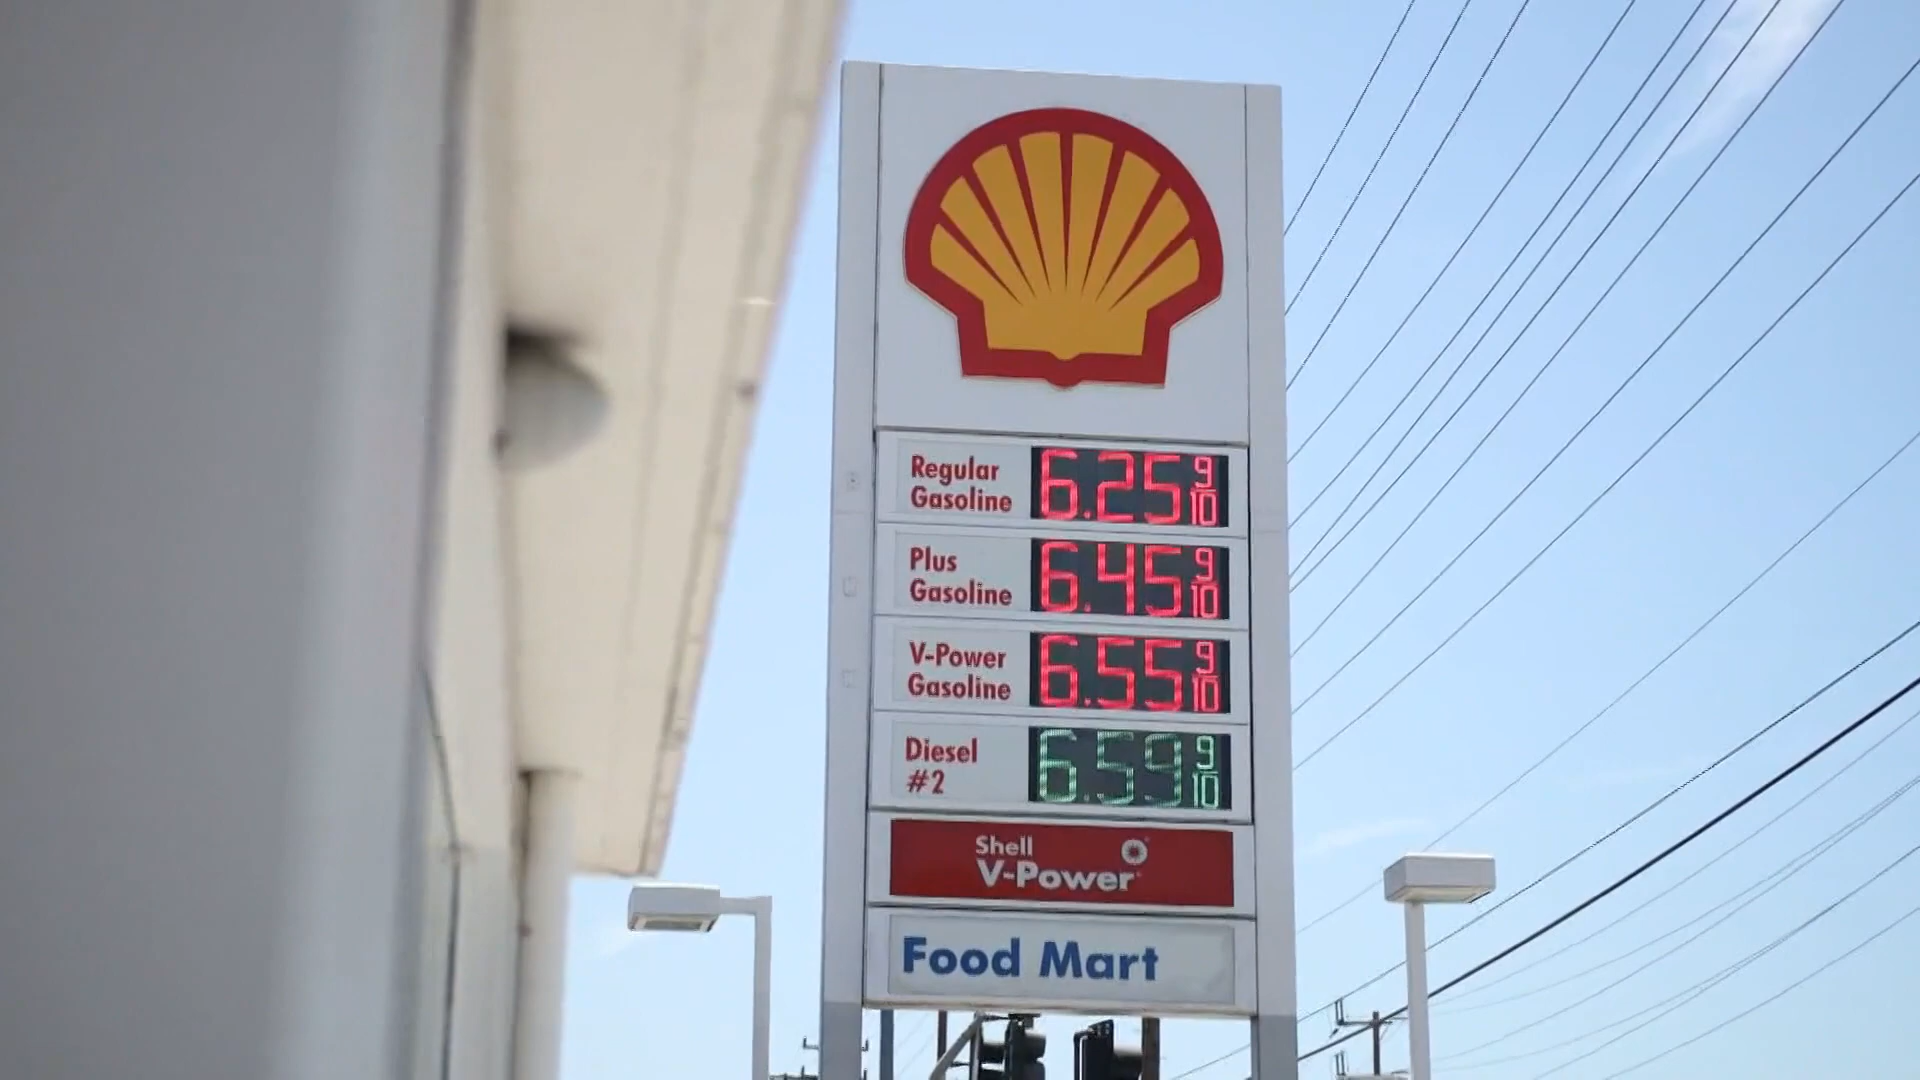 Regular
Gasoline
6.25 9/10
Plus
Gasoline
6.45 9/10
V-Power
Gasoline
6.55 9/10
Diesel
#2
6.59 9/10
Shell
V-Power
Food Mart